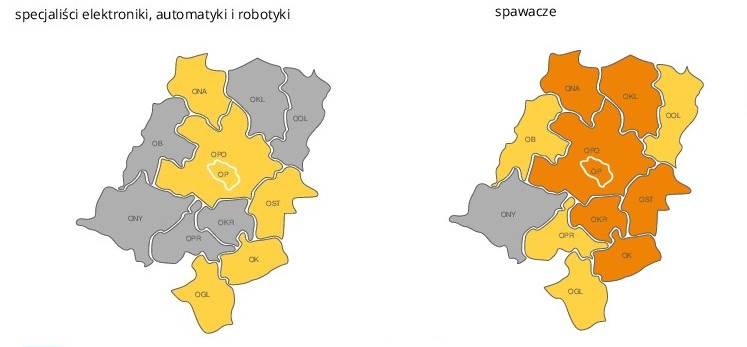 specjaliści elektroniki, automatyki i robotyki
spawacze
ONA
OKL
OOL
OB
OPO
OP
ONY
OST
OKR
OPR
OK
OGL
ONA
OKL
OOL
OB
OPO
OP
OST
ONY
OKR
OPR
OK
OGL